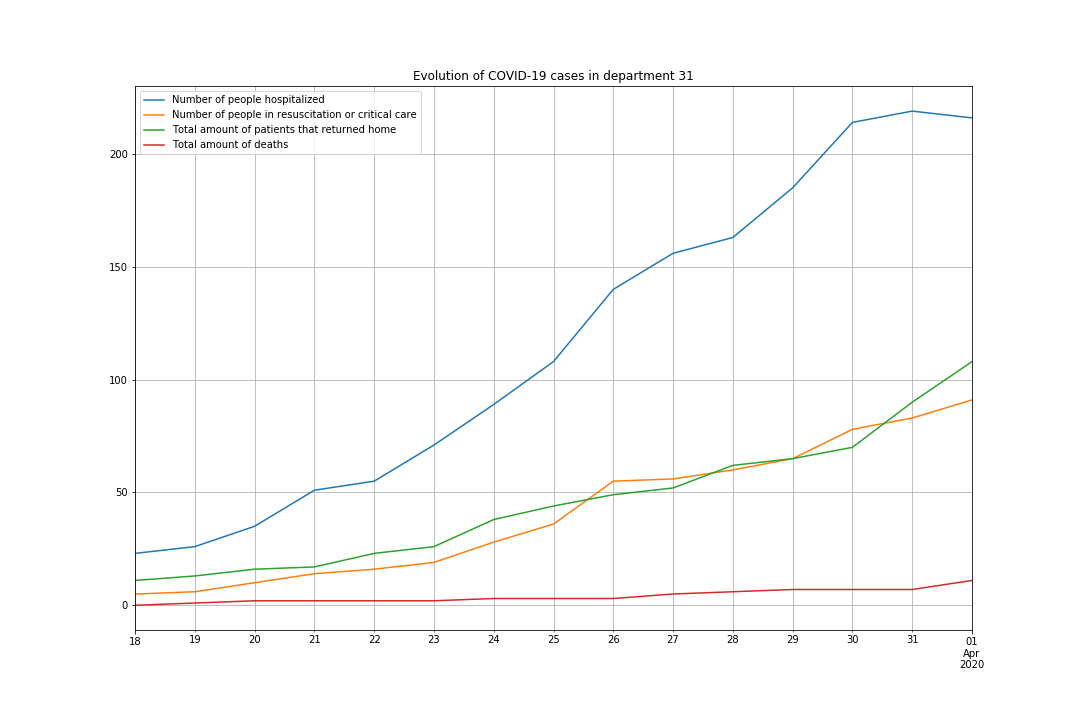 Evolution of COVID-19 cases in department 31
Number of people hospitalized
Number of people in resuscitation or critical care
Total amount of patients that returned home
Total amount of deaths
200
150
100
50
0
18 19 20 21 22 23 24 25 26 27 28 29 30 31 01
Apr
2020